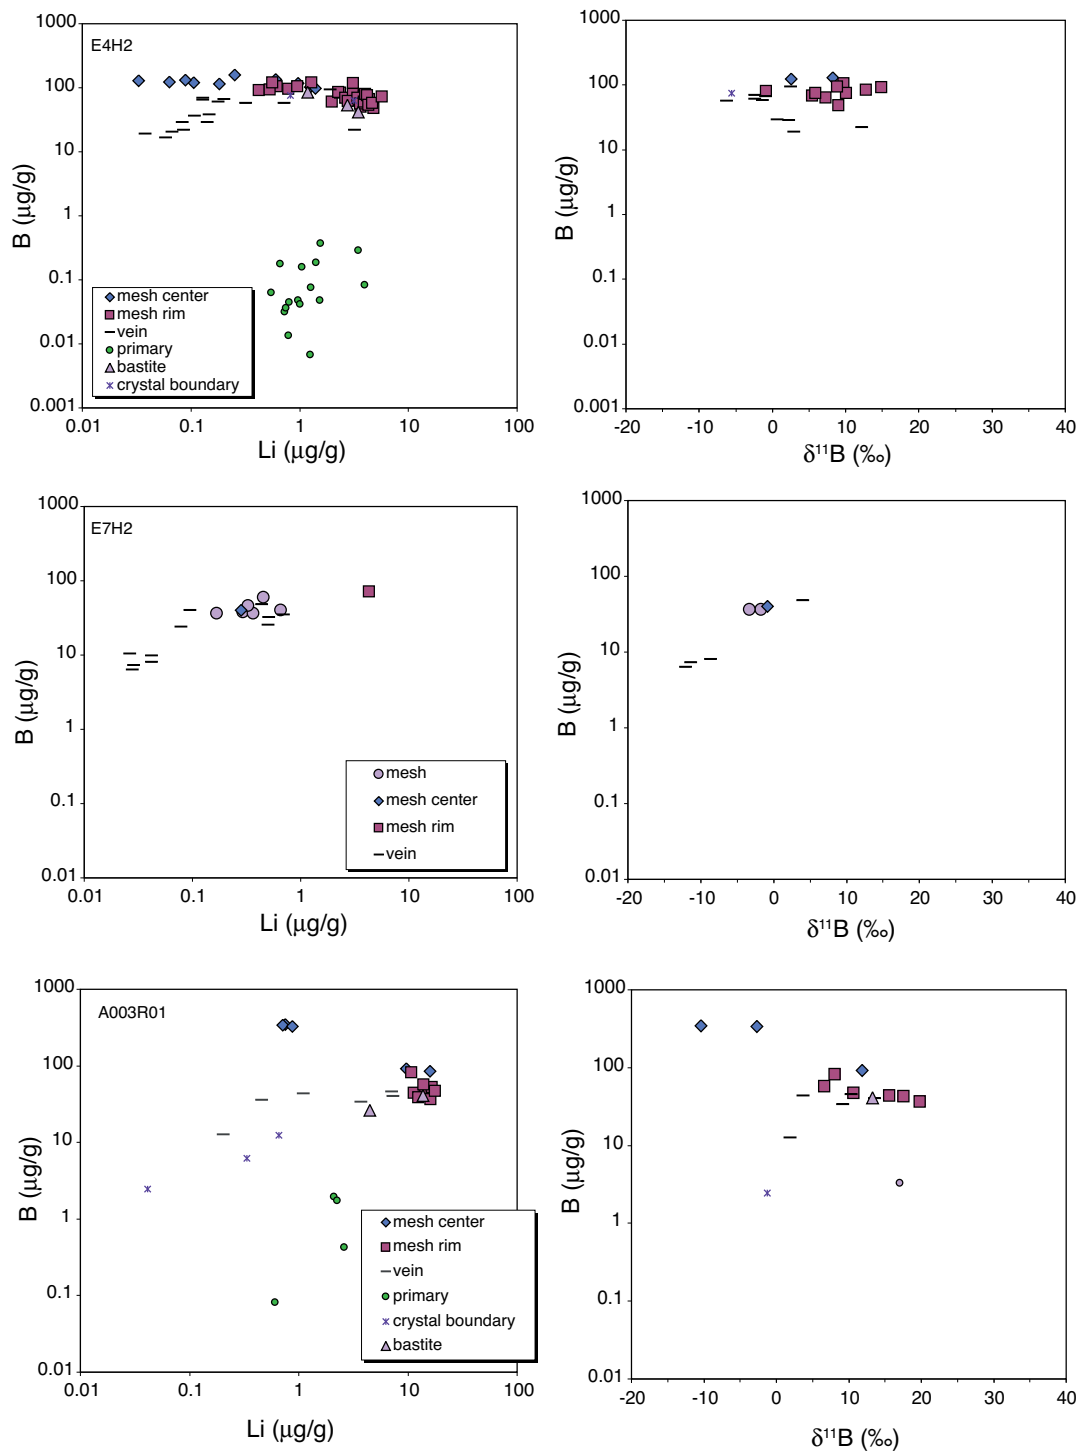 E4H2
1000
100
10
1
0.1
0.01
0.001
B (μg/g)
mesh center
mesh rim
vein
primary
bastite
crystal boundary
0.01
0.1
1
10
100
Li (μg/g)
1000
100
10
1
0.1
0.01
0.001
B (μg/g)
-20
-10
0
10
20
30
40
δ¹¹B (‰)
E7H2
1000
100
10
1
0.1
0.01
B (μg/g)
mesh
mesh center
mesh rim
vein
0.01
0.1
1
10
100
Li (μg/g)
1000
100
10
1
0.1
0.01
B (μg/g)
-20
-10
0
10
20
30
40
δ¹¹B (‰)
A003R01
1000
100
10
1
0.1
0.01
B (μg/g)
mesh center
mesh rim
vein
primary
crystal boundary
bastite
0.01
0.1
1
10
100
Li (μg/g)
1000
100
10
1
0.1
0.01
B (μg/g)
-20
-10
0
10
20
30
40
δ¹¹B (‰)